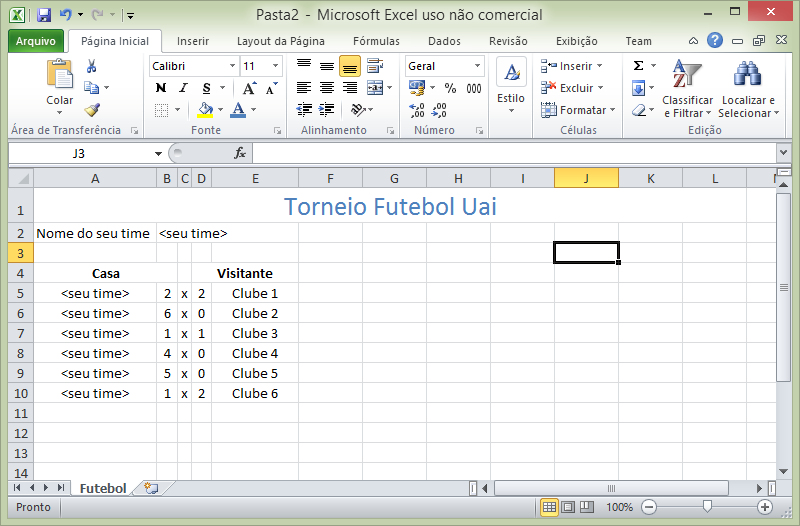 Pasta2 - Microsoft Excel uso não comercial
Arquivo Página Inicial Inserir Layout da Página Fórmulas Dados Revisão Exibição Team
Colar
Área de Transferência
Calibri 11
N I S A A
A
Fonte
Alinhamento
Geral
% 000
,00 ,0
Número
A
Estilo
Inserir
Excluir
Formatar
Células
Σ
Classificar e Filtrar
Localizar e Selecionar
Edição
J3 fx
A B C D E F G H I J K L M
1 Torneio Futebol Uai
2 Nome do seu time <seu time>
3
4 Casa Visitante
5 <seu time> 2 x 2 Clube 1
6 <seu time> 6 x 0 Clube 2
7 <seu time> 1 x 1 Clube 3
8 <seu time> 4 x 0 Clube 4
9 <seu time> 5 x 0 Clube 5
10 <seu time> 1 x 2 Clube 6
11
12
13
14
Futebol
Pronto 100%